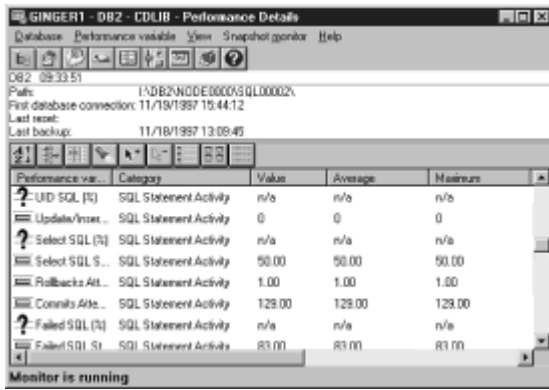 GINGER1 - DB2 - CDLIB - Performance Details
Database Performance variable View Snapshot monitor Help
DB2 09:33:51
Path: I:\DB2\NODE0000\SQL00002\
First database connection: 11/19/1997 15:44:12
Last reset:
Last backup: 11/18/1997 13:09:45
Performance var... Category Value Average Maximum
UID SQL (%) SQL Statement Activity n/a n/a n/a
Update/Inser... SQL Statement Activity 0 0 0
Select SQL (%) SQL Statement Activity n/a n/a n/a
Select SQL S... SQL Statement Activity 50.00 50.00 50.00
Rollbacks Att... SQL Statement Activity 1.00 1.00 1.00
Commits Atte... SQL Statement Activity 129.00 129.00 129.00
Failed SQL (%) SQL Statement Activity n/a n/a n/a
Failed SQL St... SQL Statement Activity 83.00 83.00 83.00
Monitor is running